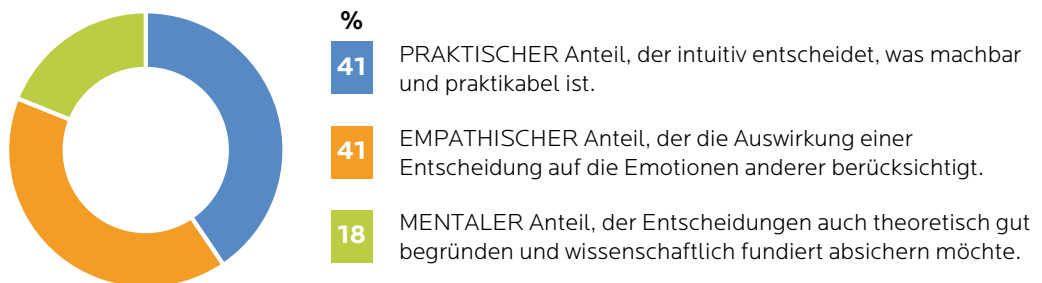 %
41
PRAKTISCHER Anteil, der intuitiv entscheidet, was machbar
und praktikabel ist.
41
EMPATHISCHER Anteil, der die Auswirkung einer
Entscheidung auf die Emotionen anderer berücksichtigt.
18
MENTALER Anteil, der Entscheidungen auch theoretisch gut
begründen und wissenschaftlich fundiert absichern möchte.